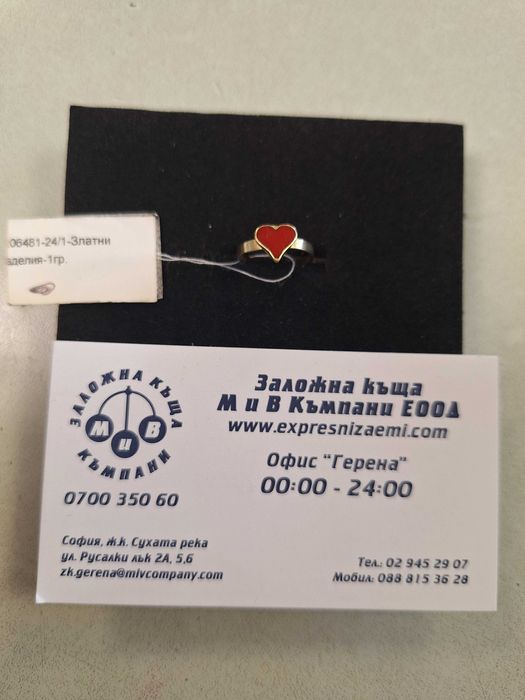 06481-24/1-Златни
аделия-1гр.
ЗАЛОЖНА КЪЩА
М и В
КЪМПАНИ
0700 350 60
Заложна къща
М и В Къмпани ЕООД
www.expresnizaemi.com
Офис "Герена"
00:00 - 24:00
София, ж.к. Сухата река
ул. Русалки лък 2А, 5,6
zk.gerena@mivcompany.com
Тел.: 02 945 29 07
Мобил: 088 815 36 28